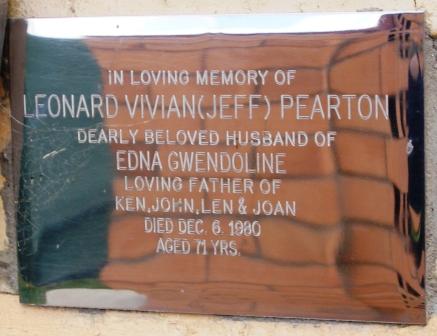 IN LOVING MEMORY OF
LEONARD VIVIAN(JEFF) PEARTON
DEARLY BELOVED HUSBAND OF
EDNA GWENDOLINE
LOVING FATHER OF
KEN,JOHN,LEN & JOAN
DIED DEC. 6. 1980
AGED 71 YRS.